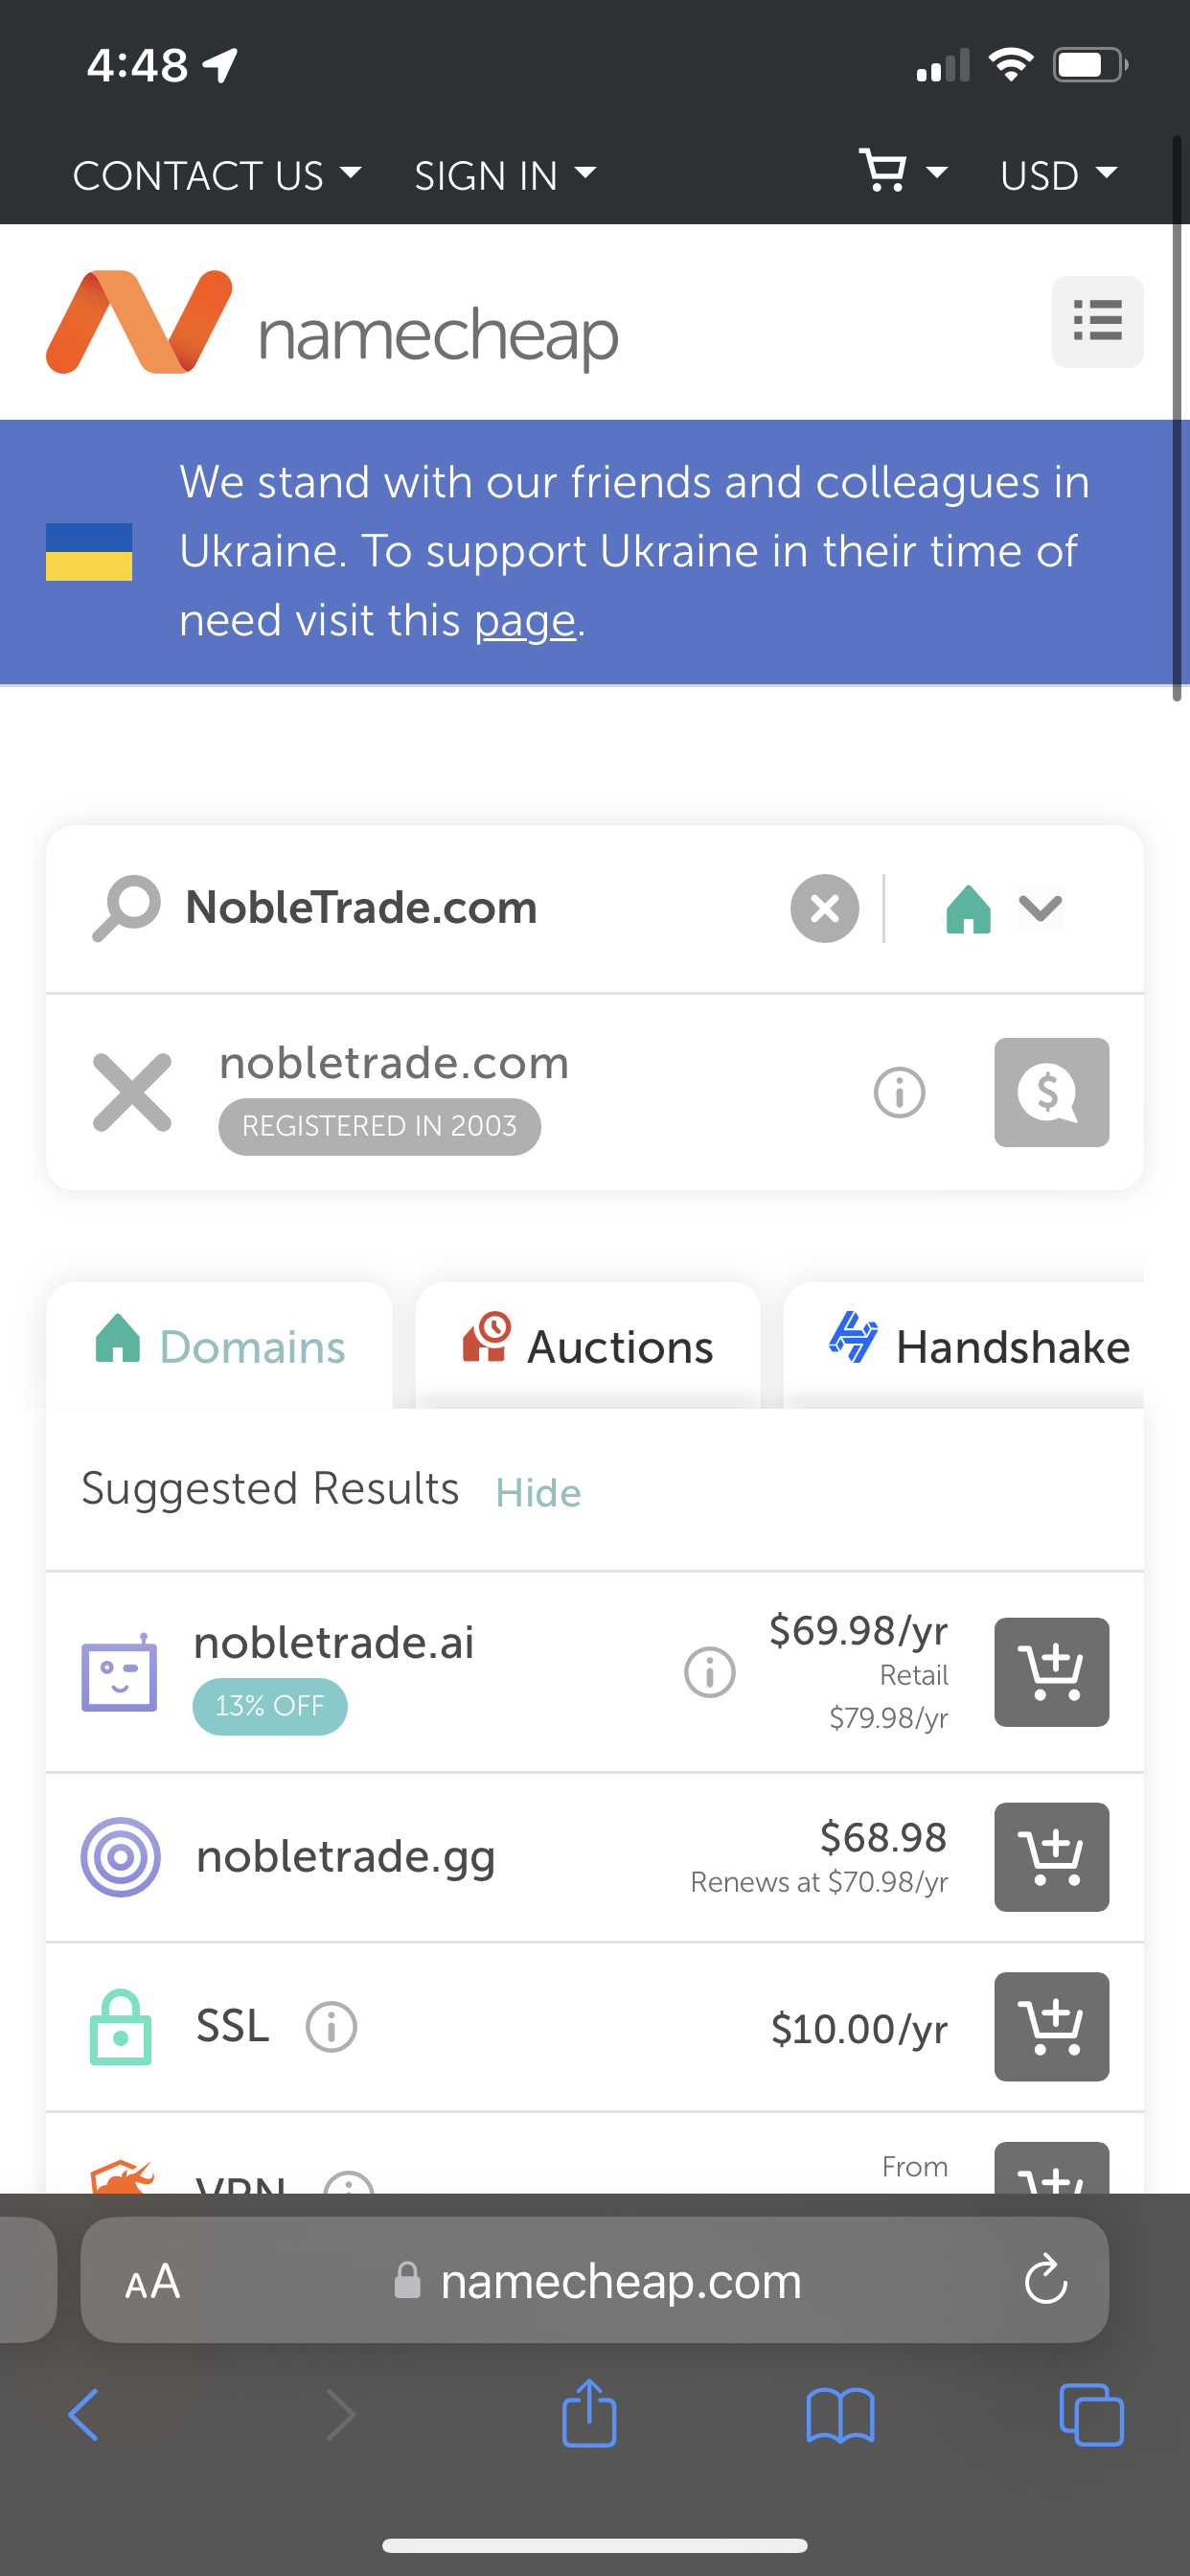 4:48
CONTACT US SIGN IN USD
namecheap
We stand with our friends and colleagues in
Ukraine. To support Ukraine in their time of
need visit this page.
NobleTrade.com
nobletrade.com
REGISTERED IN 2003
Domains Auctions Handshake
Suggested Results Hide
nobletrade.ai
13% OFF
$69.98/yr
Retail
$79.98/yr
nobletrade.gg
$68.98
Renews at $70.98/yr
SSL $10.00/yr
VPN From
AA namecheap.com